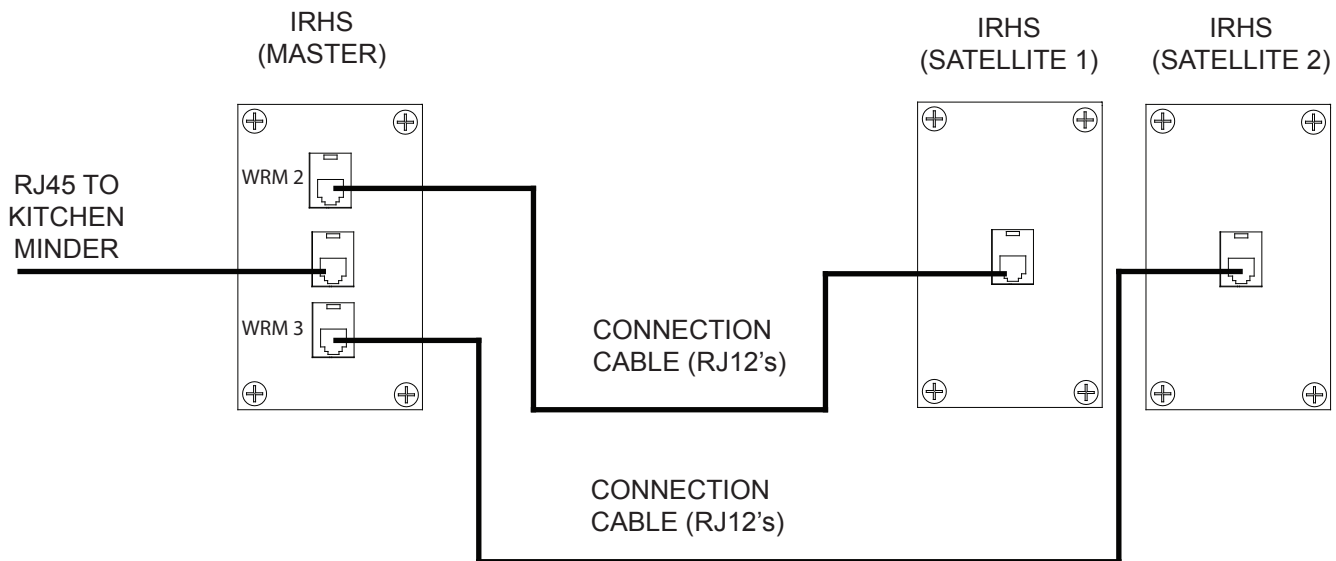 IRHS
(MASTER)
IRHS
(SATELLITE 1)
IRHS
(SATELLITE 2)
WRM 2
RJ45 TO
KITCHEN
MINDER
WRM 3
CONNECTION
CABLE (RJ12’s)
CONNECTION
CABLE (RJ12’s)